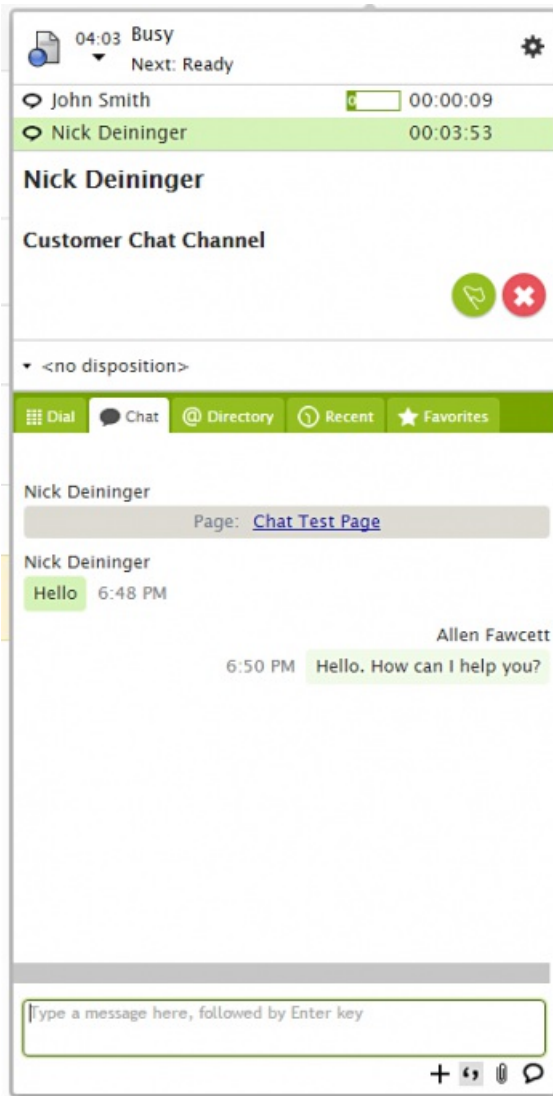 04:03 Busy
Next: Ready
John Smith 00:00:09
Nick Deininger 00:03:53
Nick Deininger
Customer Chat Channel
<no disposition>
Dial Chat @ Directory Recent Favorites
Nick Deininger
Page: Chat Test Page
Nick Deininger
Hello 6:48 PM
Allen Fawcett
6:50 PM Hello. How can I help you?
Type a message here, followed by Enter key